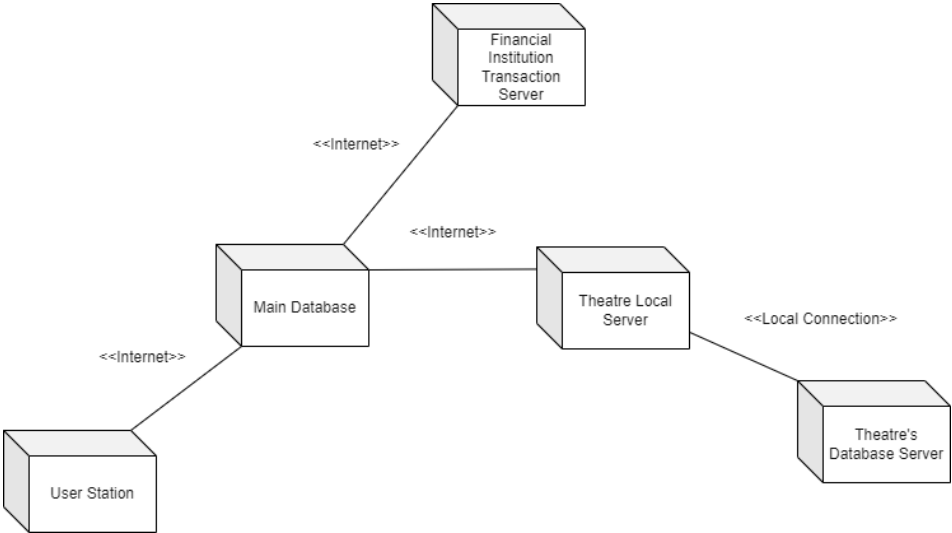 Financial
Institution
Transaction
Server
<<Internet>>
<<Internet>>
Main Database
Theatre Local
Server
<<Local Connection>>
<<Internet>>
Theatre's
Database Server
User Station